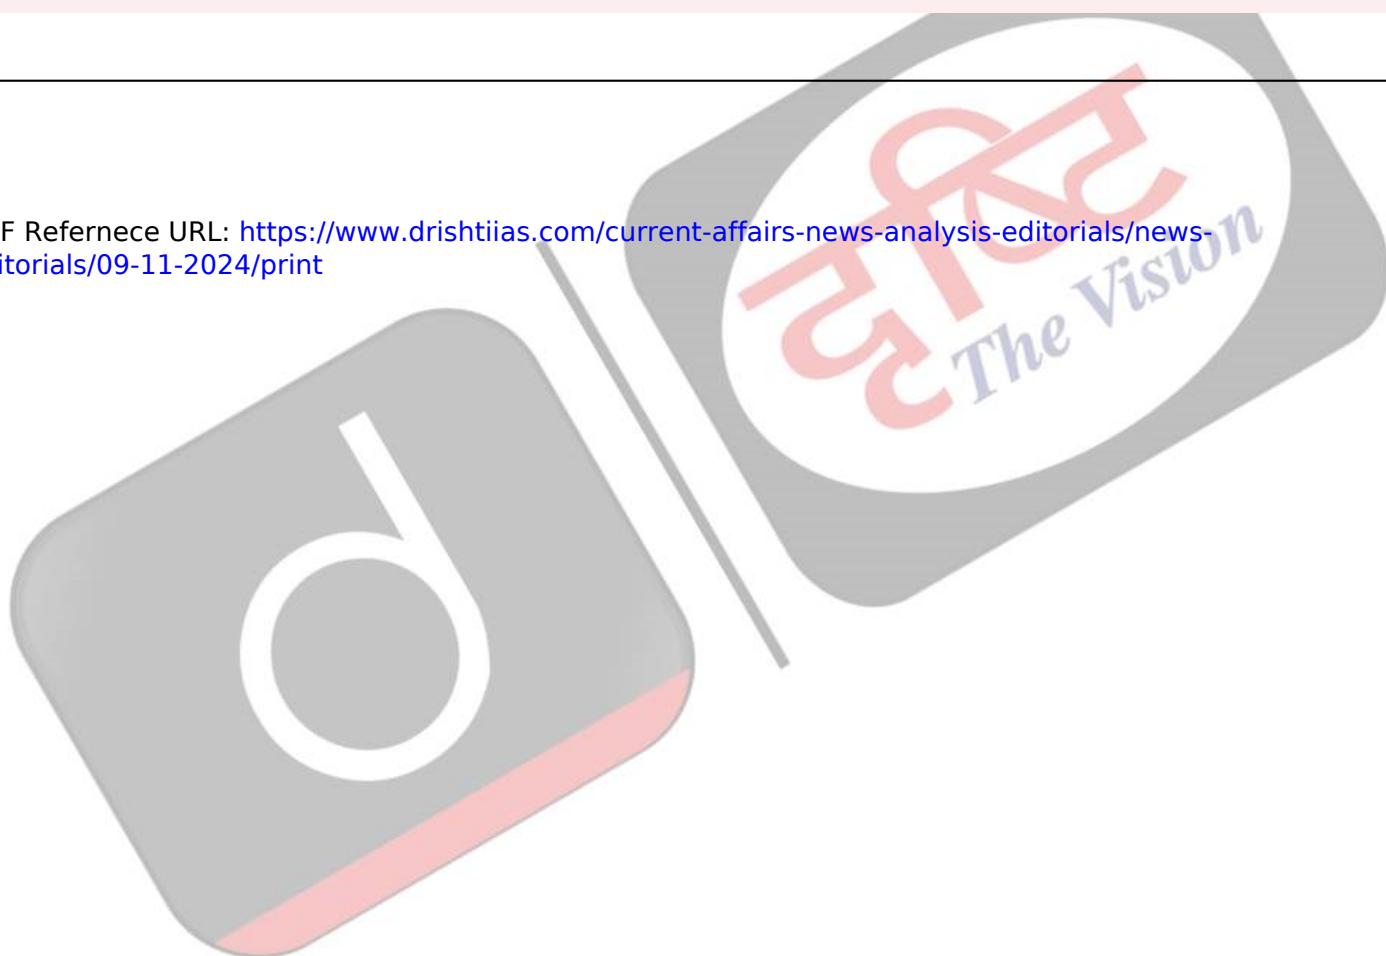 F Refernece URL: https://www.drishtiias.com/current-affairs-news-analysis-editorials/news-
itorials/09-11-2024/print
दृष्टि
The Vision
d